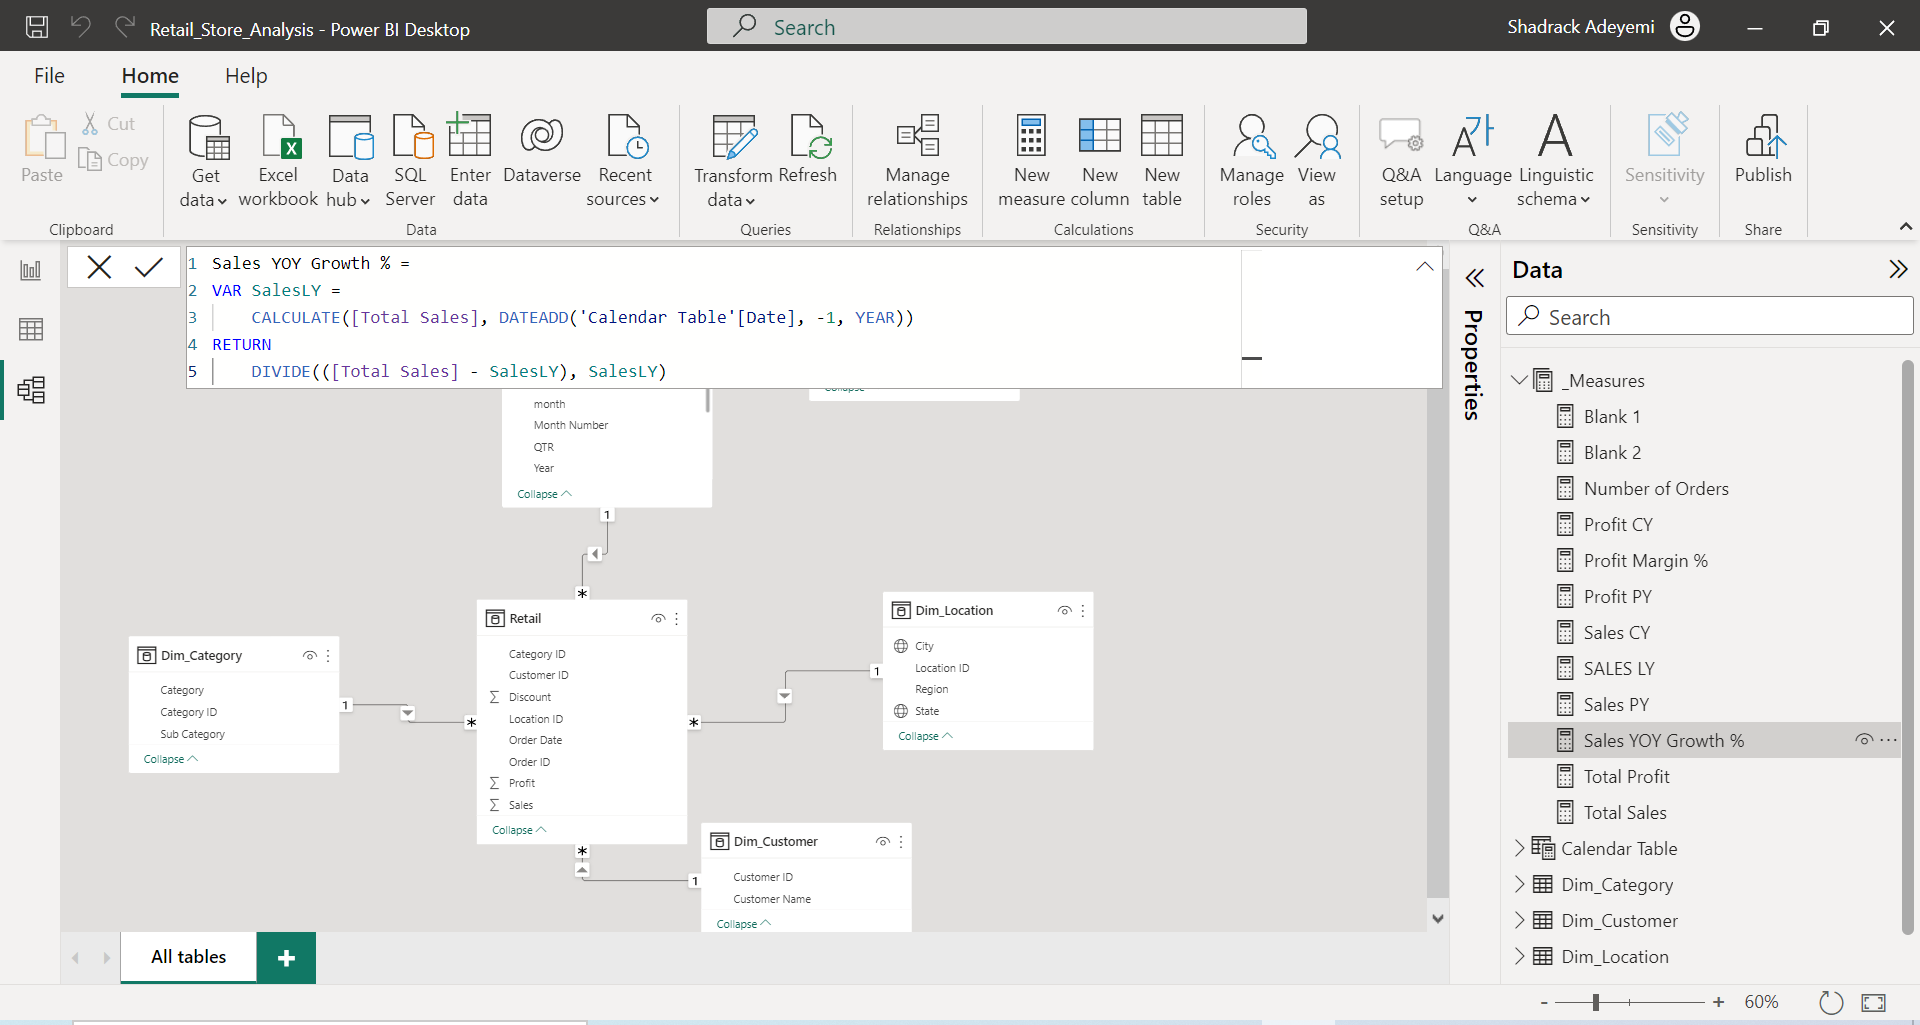 Retail_Store_Analysis - Power BI Desktop
Search
Shadrack Adeyemi
File
Home
Help
Paste
Cut
Copy
Get data
Excel workbook
Data hub
SQL Server
Enter data
Dataverse
Recent sources
Transform data
Refresh
Manage relationships
New measure
New column
New table
Manage roles
View as
Q&A setup
Language
Linguistic schema
Sensitivity
Publish
Clipboard
Data
Queries
Relationships
Calculations
Security
Q&A
Sensitivity
Share
1 Sales YOY Growth % =
2 VAR SalesLY =
3 CALCULATE([Total Sales], DATEADD('Calendar Table'[Date], -1, YEAR))
4 RETURN
5 DIVIDE(([Total Sales] - SalesLY), SalesLY)
Collapse
month
Month Number
QTR
Year
Collapse
1
*
Retail
Category ID
Customer ID
Σ Discount
Location ID
Order Date
Order ID
Σ Profit
Σ Sales
Collapse
*
Dim_Category
Category
Category ID
Sub Category
Collapse
1
*
Dim_Location
City
Location ID
Region
State
Collapse
1
*
Dim_Customer
Customer ID
Customer Name
Collapse
1
Properties
Data
Search
_Measures
Blank 1
Blank 2
Number of Orders
Profit CY
Profit Margin %
Profit PY
Sales CY
SALES LY
Sales PY
Sales YOY Growth %
Total Profit
Total Sales
Calendar Table
Dim_Category
Dim_Customer
Dim_Location
All tables
- + 60%